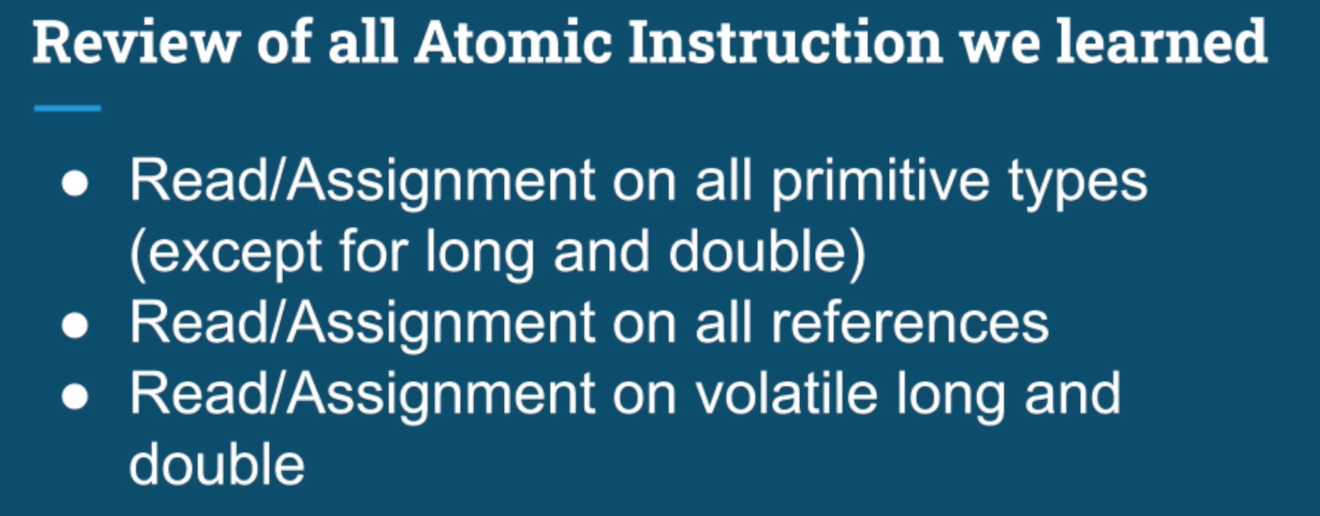 Review of all Atomic Instruction we learned
● Read/Assignment on all primitive types
(except for long and double)
● Read/Assignment on all references
● Read/Assignment on volatile long and
double